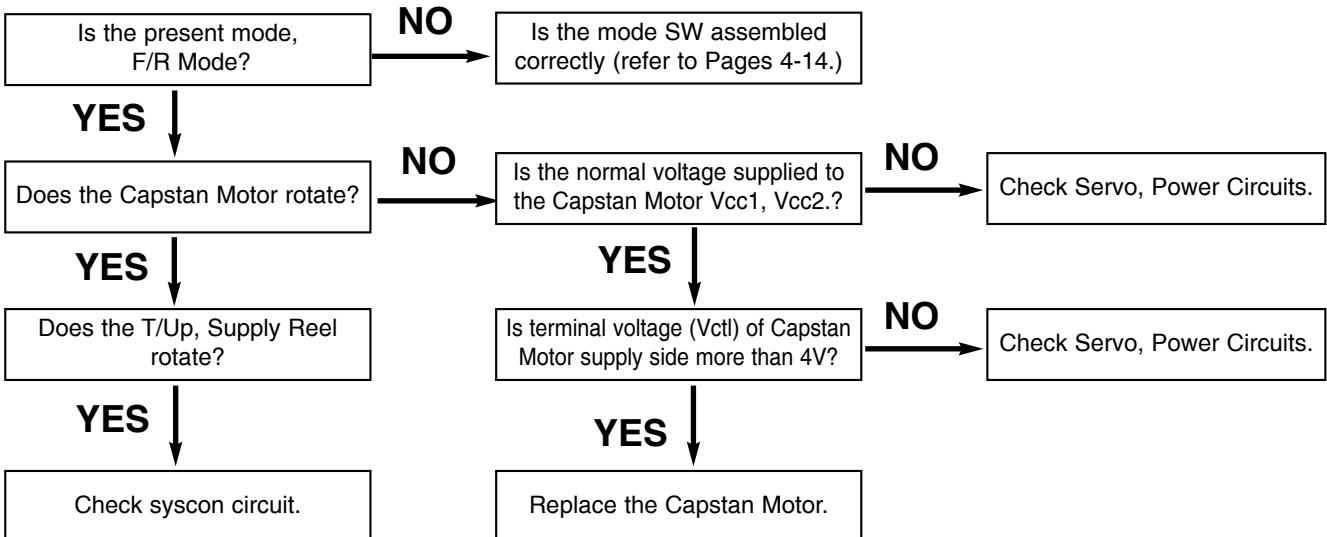 Is the present mode,
F/R Mode?
NO
Is the mode SW assembled
correctly (refer to Pages 4-14.)
YES
Does the Capstan Motor rotate?
NO
Is the normal voltage supplied to
the Capstan Motor Vcc1, Vcc2.?
NO
Check Servo, Power Circuits.
YES
YES
Does the T/Up, Supply Reel
rotate?
Is terminal voltage (Vctl) of Capstan
Motor supply side more than 4V?
NO
Check Servo, Power Circuits.
YES
YES
Check syscon circuit.
Replace the Capstan Motor.